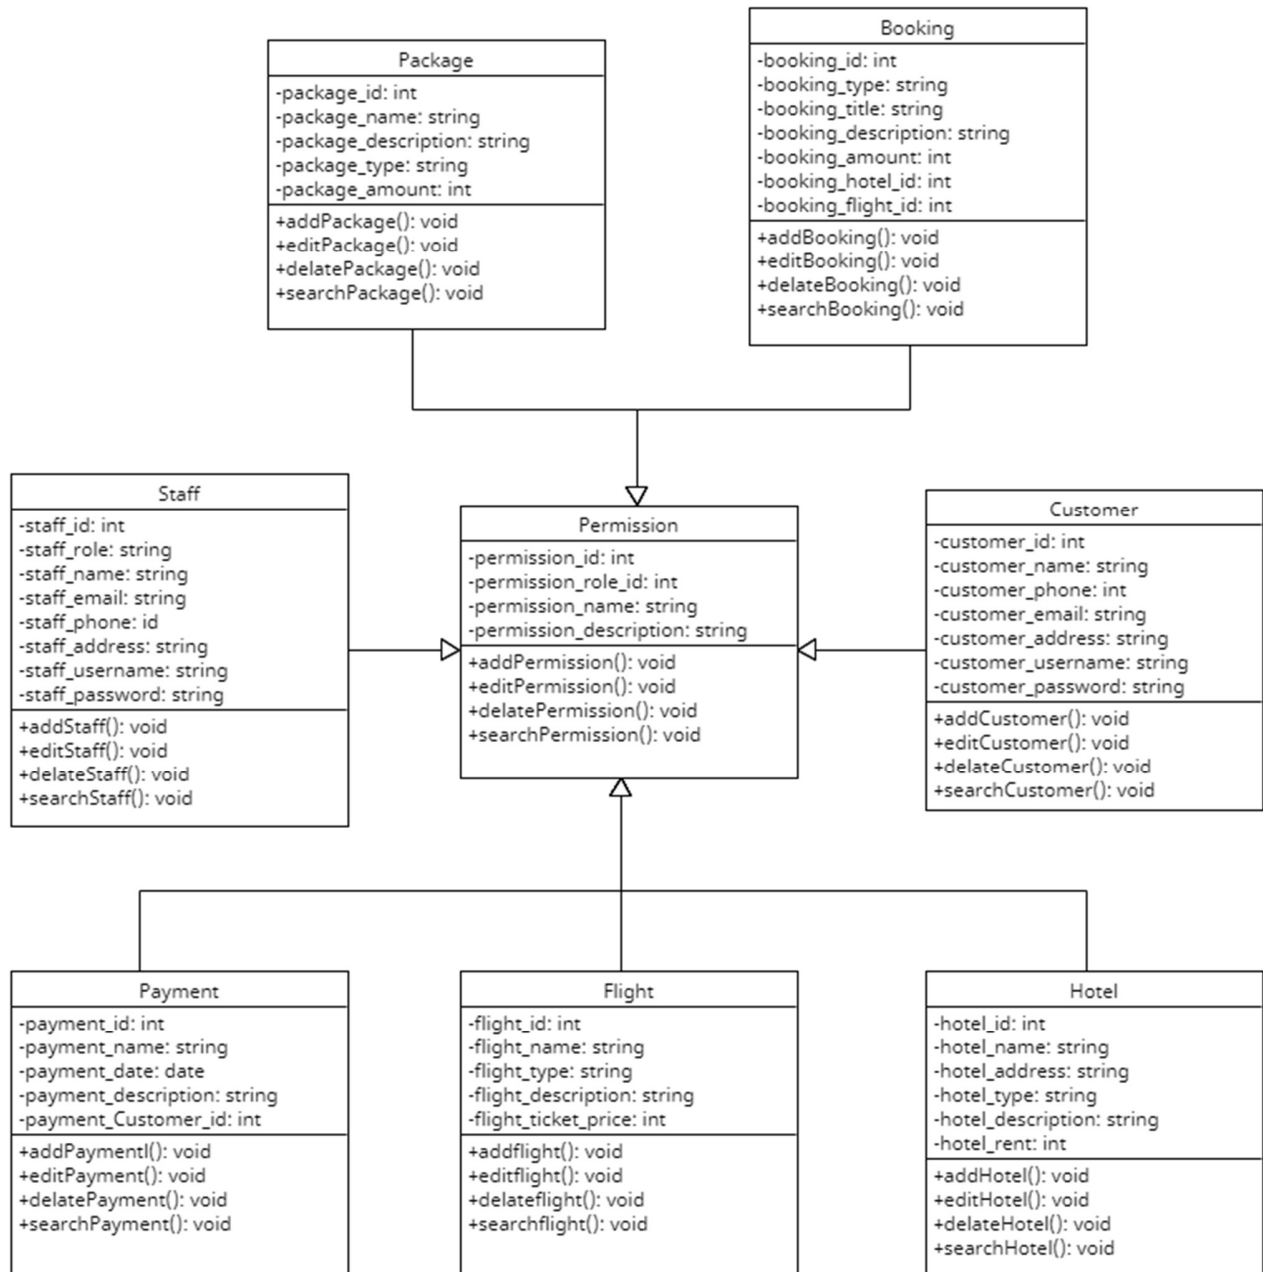 Package
-package_id: int
-package_name: string
-package_description: string
-package_type: string
-package_amount: int
+addPackage(): void
+editPackage(): void
+delatePackage(): void
+searchPackage(): void
Booking
-booking_id: int
-booking_type: string
-booking_title: string
-booking_description: string
-booking_amount: int
-booking_hotel_id: int
-booking_flight_id: int
+addBooking(): void
+editBooking(): void
+delateBooking(): void
+searchBooking(): void
Staff
-staff_id: int
-staff_role: string
-staff_name: string
-staff_email: string
-staff_phone: id
-staff_address: string
-staff_username: string
-staff_password: string
+addStaff(): void
+editStaff(): void
+delateStaff(): void
+searchStaff(): void
Permission
-permission_id: int
-permission_role_id: int
-permission_name: string
-permission_description: string
+addPermission(): void
+editPermission(): void
+delatePermission(): void
+searchPermission(): void
Customer
-customer_id: int
-customer_name: string
-customer_phone: int
-customer_email: string
-customer_address: string
-customer_username: string
-customer_password: string
+addCustomer(): void
+editCustomer(): void
+delateCustomer(): void
+searchCustomer(): void
Payment
-payment_id: int
-payment_name: string
-payment_date: date
-payment_description: string
-payment_Customer_id: int
+addPaymentl(): void
+editPayment(): void
+delatePayment(): void
+searchPayment(): void
Flight
-flight_id: int
-flight_name: string
-flight_type: string
-flight_description: string
-flight_ticket_price: int
+addflight(): void
+editflight(): void
+delateflight(): void
+searchflight(): void
Hotel
-hotel_id: int
-hotel_name: string
-hotel_address: string
-hotel_type: string
-hotel_description: string
-hotel_rent: int
+addHotel(): void
+editHotel(): void
+delateHotel(): void
+searchHotel(): void